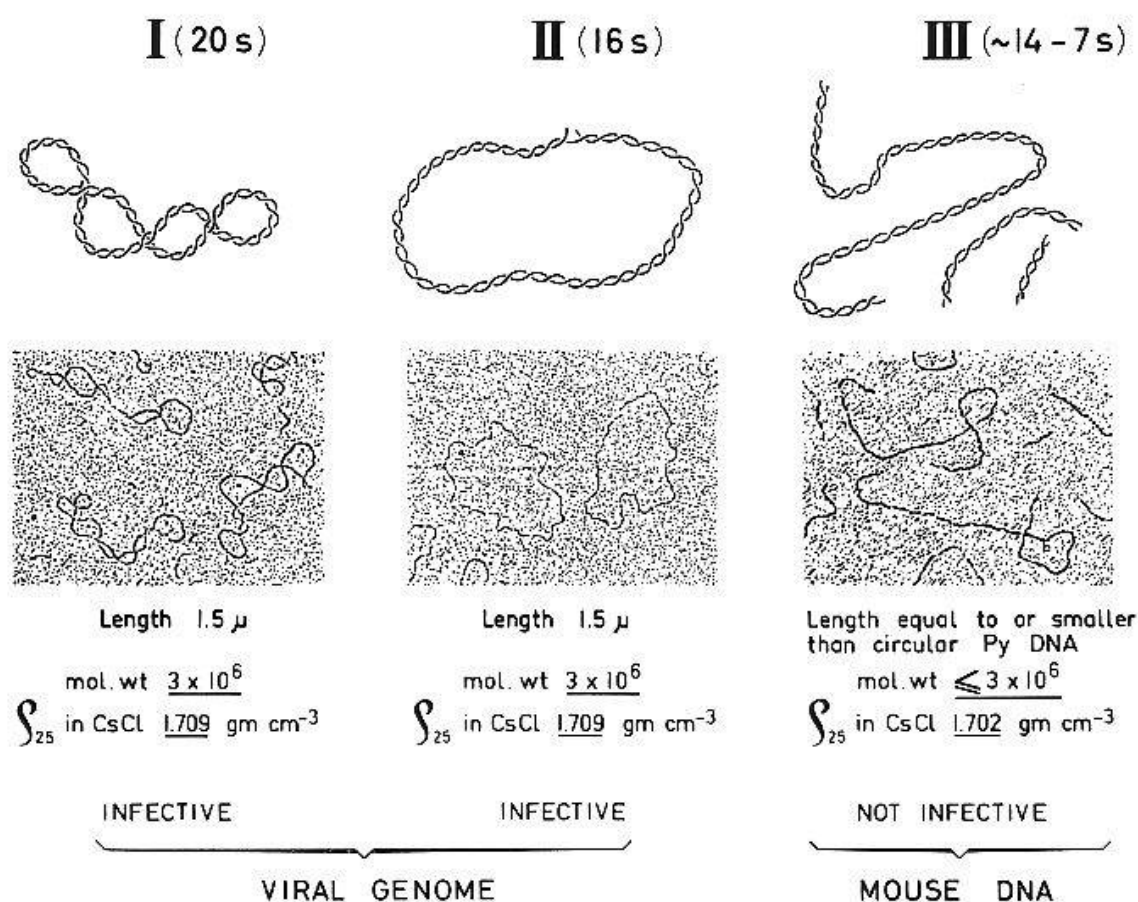 I (20 s)
II (16 s)
III (~14 – 7 s)
Length 1.5 μ
mol. wt 3 x 10⁶
ρ₂₅ in CsCl 1.709 gm cm⁻³
Length 1.5 μ
mol. wt 3 x 10⁶
ρ₂₅ in CsCl 1.709 gm cm⁻³
Length equal to or smaller
than circular Py DNA
mol. wt ⩽ 3 x 10⁶
ρ₂₅ in CsCl 1.702 gm cm⁻³
INFECTIVE
INFECTIVE
NOT INFECTIVE
VIRAL GENOME
MOUSE DNA